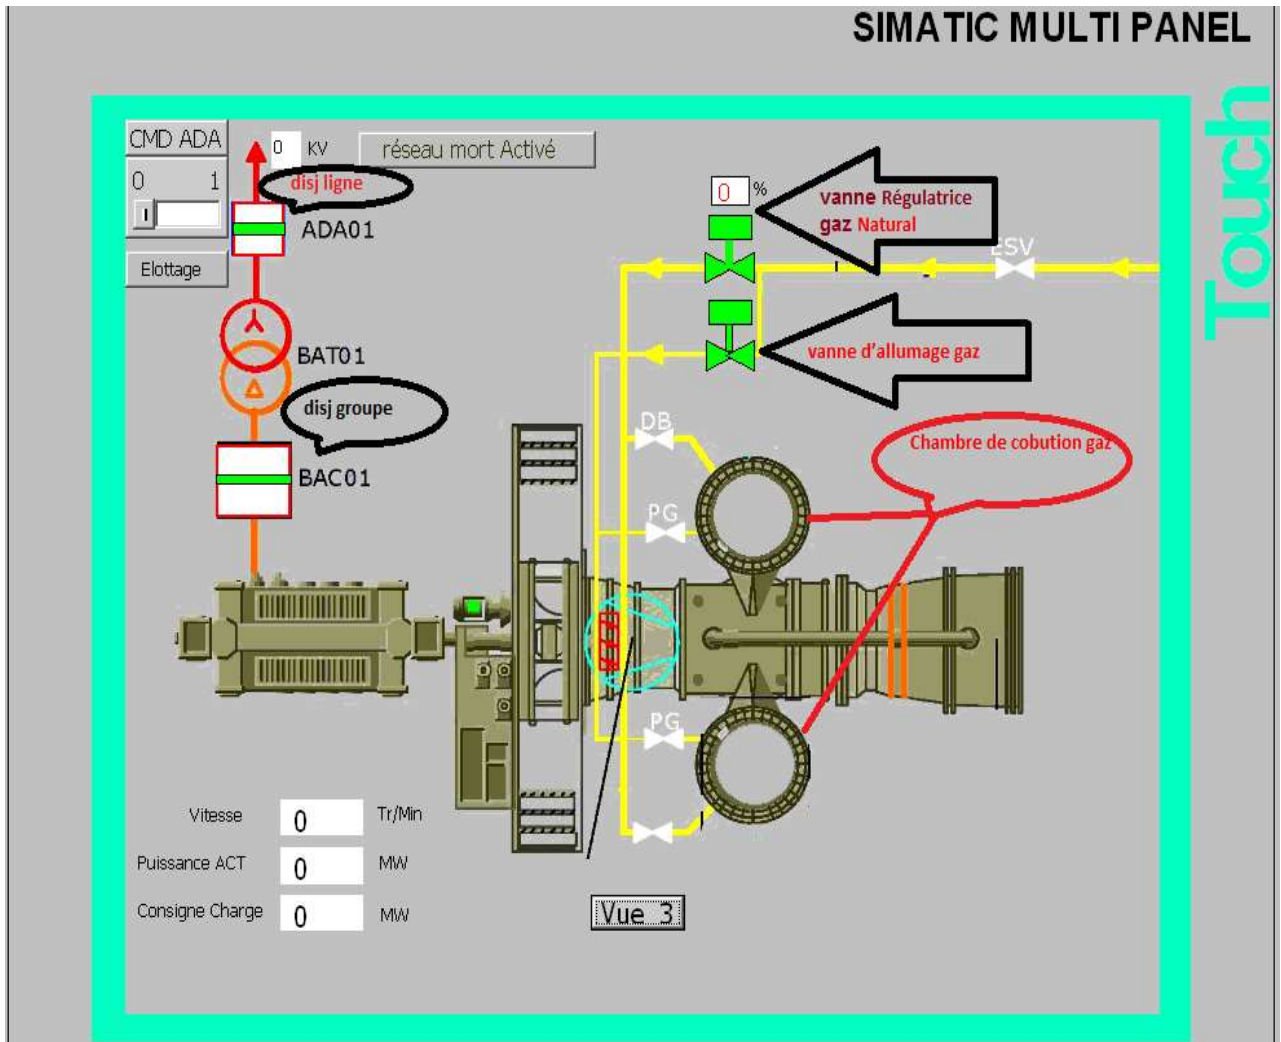 SIMATIC MULTI PANEL
Touch
CMD ADA
0 1
0 KV
réseau mort Activé
disj ligne
ADA01
Elottage
0 %
vanne Régulatrice
gaz Natural
ESV
vanne d'allumage gaz
BAT01
disj groupe
BAC01
DB
Chambre de cobution gaz
PG
PG
Vitesse 0 Tr/Min
Puissance ACT 0 MW
Consigne Charge 0 MW
Vue 3